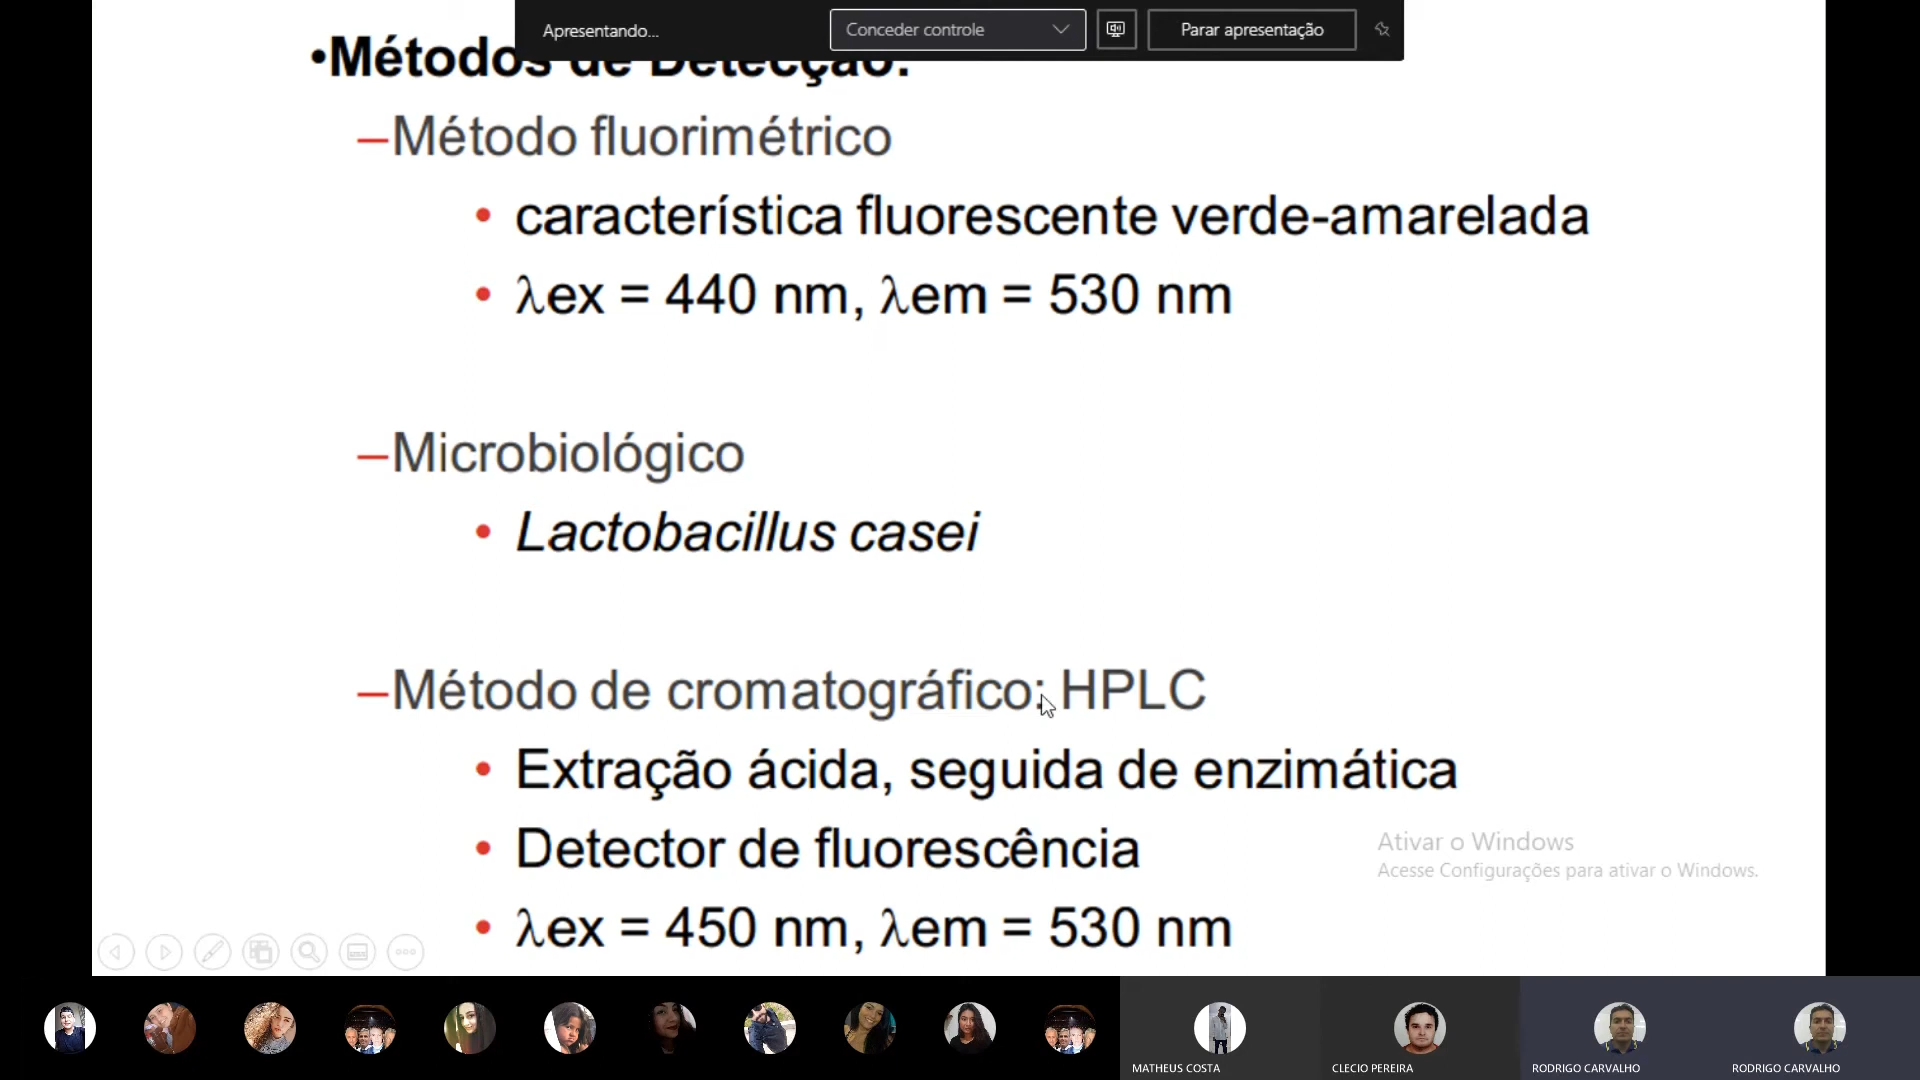 Apresentando...
Conceder controle
Parar apresentação
•Métodos de Detecção:
–Método fluorimétrico
• característica fluorescente verde-amarelada
• λex = 440 nm, λem = 530 nm
–Microbiológico
• Lactobacillus casei
–Método de cromatográfico: HPLC
• Extração ácida, seguida de enzimática
• Detector de fluorescência
• λex = 450 nm, λem = 530 nm
Ativar o Windows
Acesse Configurações para ativar o Windows.
MATHEUS COSTA
CLECIO PEREIRA
RODRIGO CARVALHO
RODRIGO CARVALHO